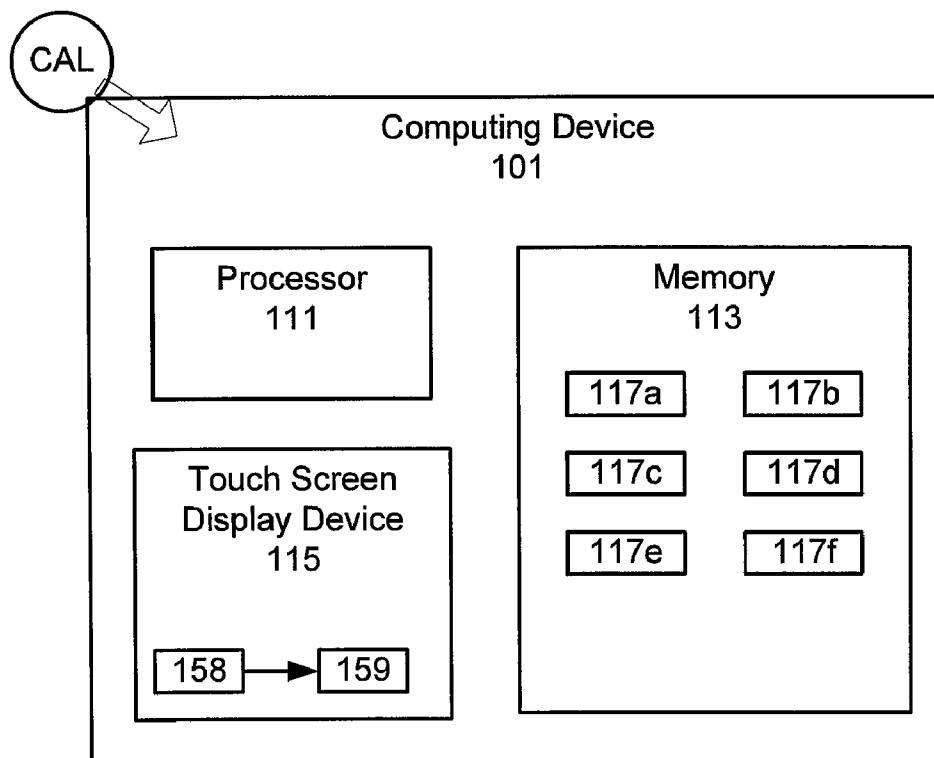 CAL
Computing Device
101
Processor
111
Memory
113
117a 117b
117c 117d
117e 117f
Touch Screen
Display Device
115
158 159